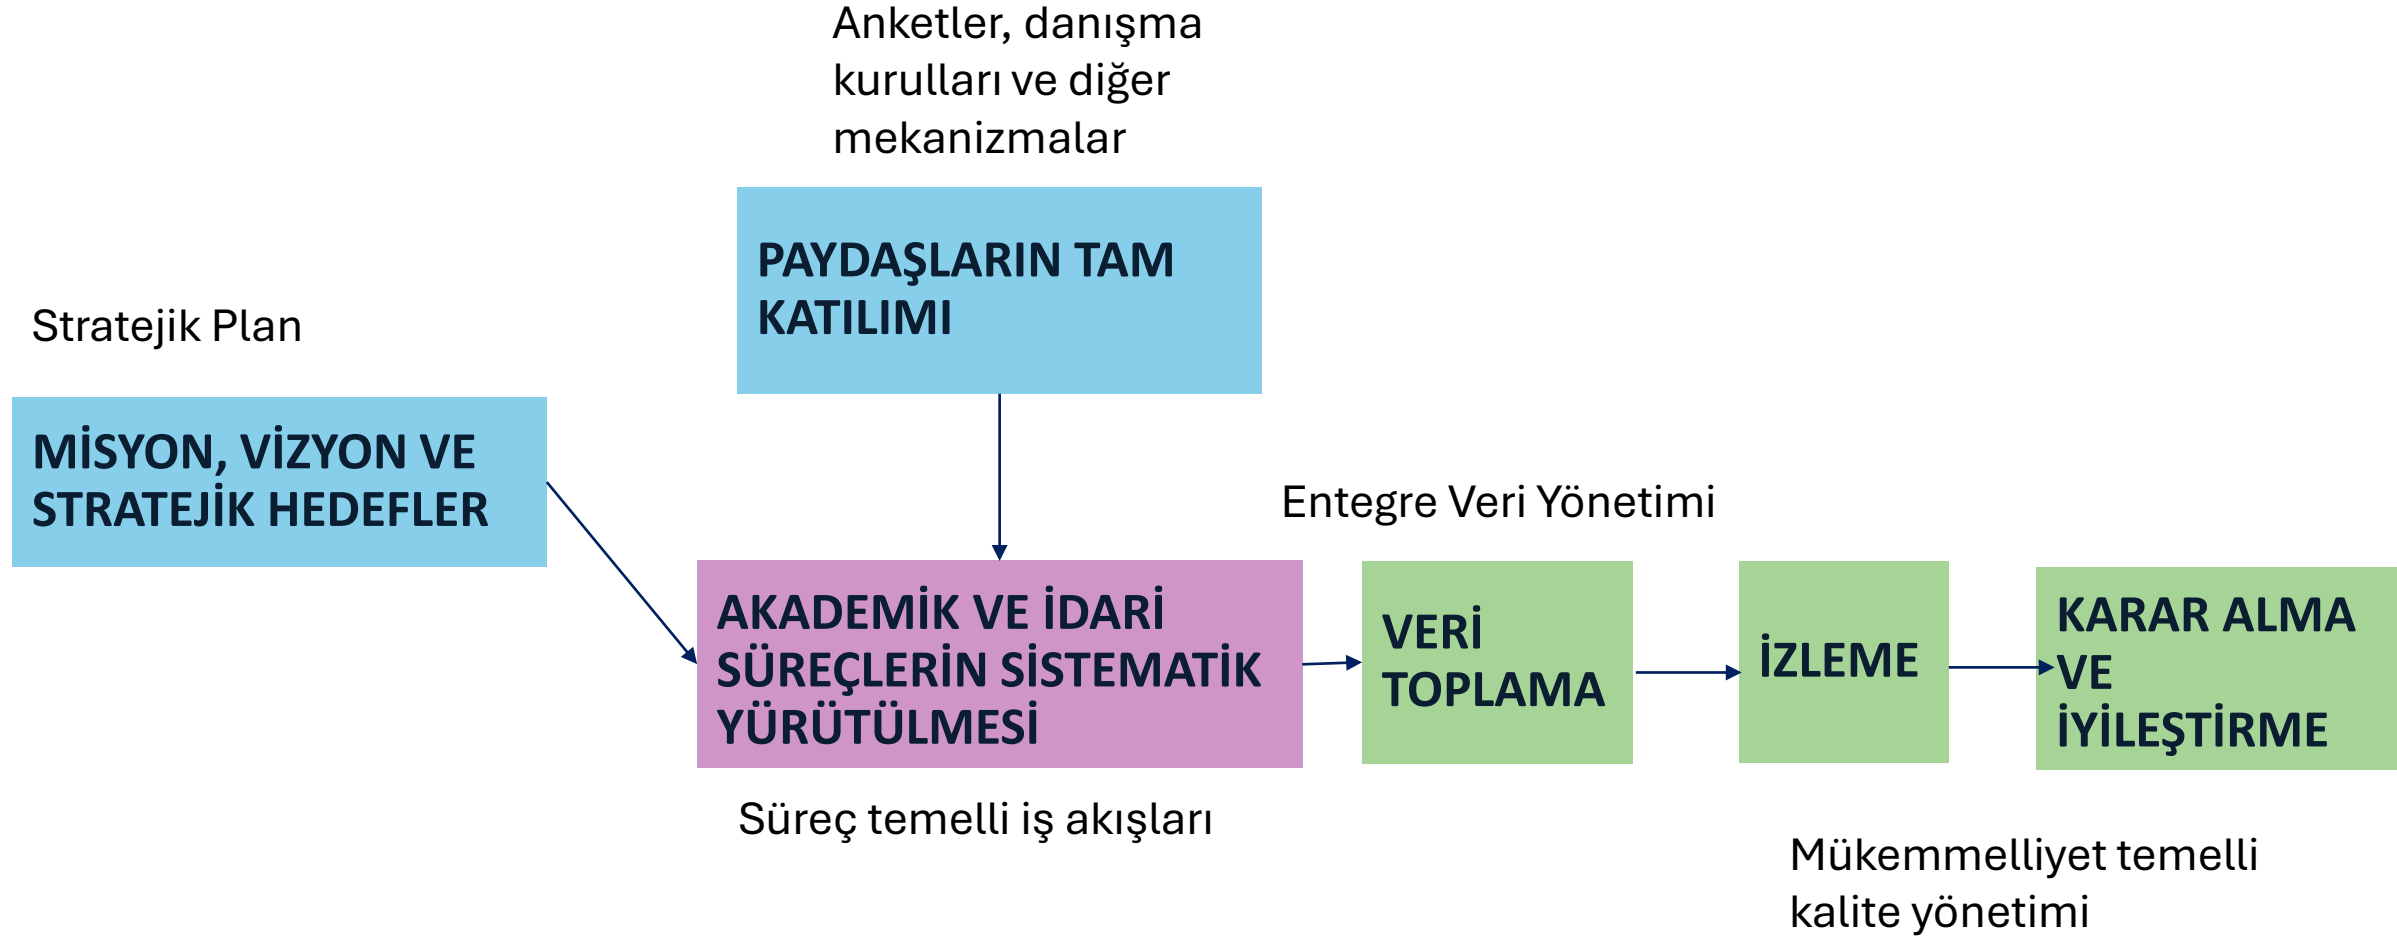 Anketler, danışma
kurulları ve diğer
mekanizmalar
PAYDAŞLARIN TAM
KATILIMI
Stratejik Plan
MİSYON, VİZYON VE
STRATEJİK HEDEFLER
Entegre Veri Yönetimi
AKADEMİK VE İDARİ
SÜREÇLERİN SİSTEMATİK
YÜRÜTÜLMESİ
VERİ
TOPLAMA
İZLEME
KARAR ALMA
VE
İYİLEŞTİRME
Süreç temelli iş akışları
Mükemmelliyet temelli
kalite yönetimi